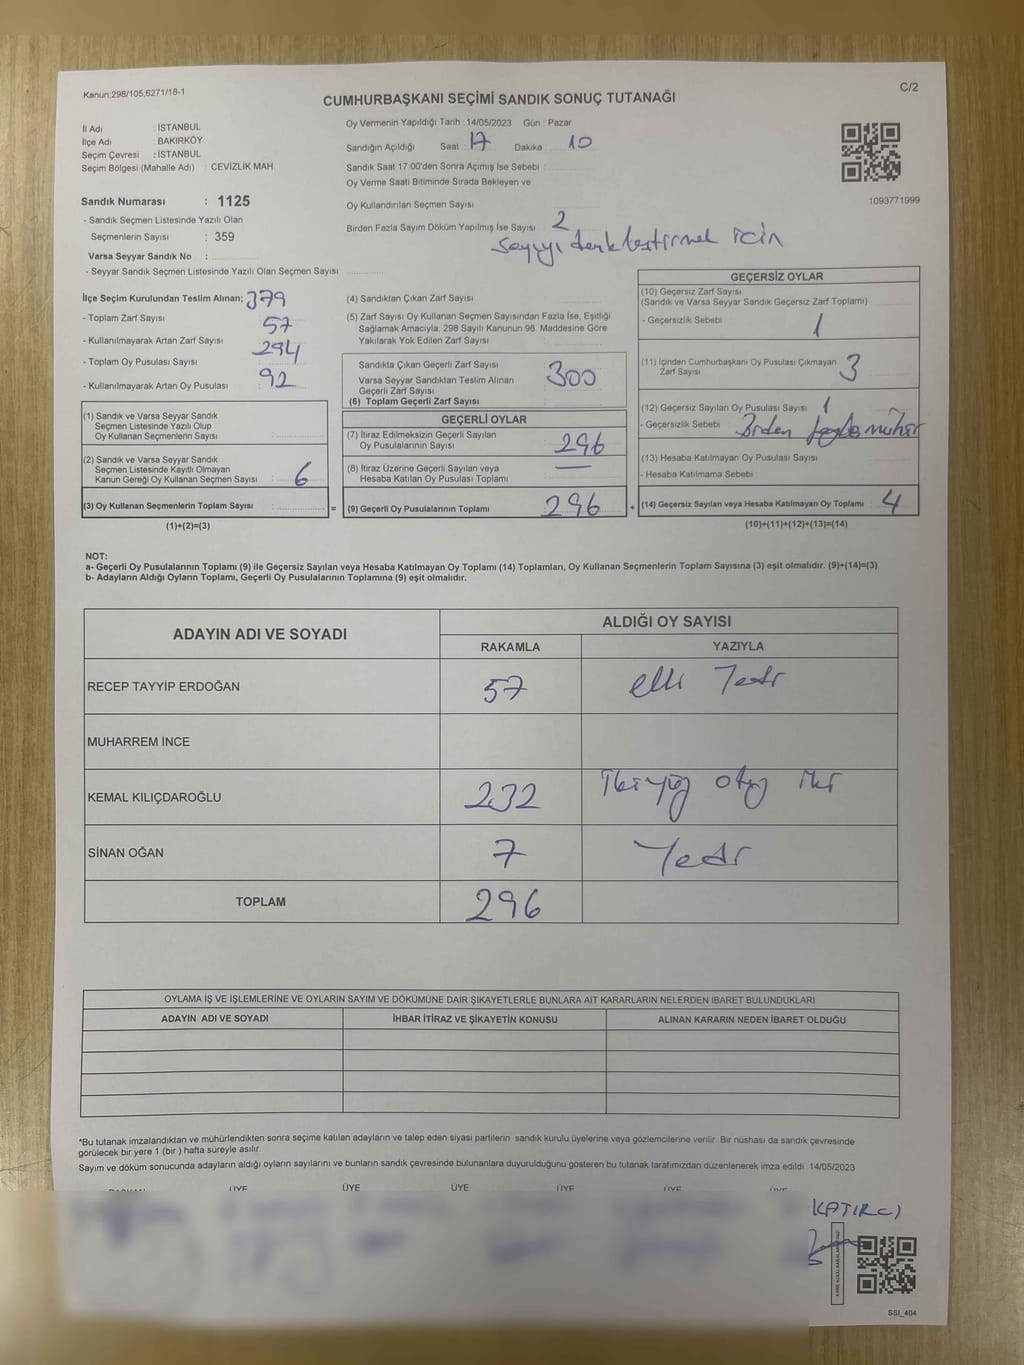 Kanun:298/105;6271/18-1
C/2
CUMHURBAŞKANI SEÇİMİ SANDIK SONUÇ TUTANAĞI
İl Adı : İSTANBUL
İlçe Adı : BAKIRKÖY
Seçim Çevresi : İSTANBUL
Seçim Bölgesi (Mahalle Adı) : CEVİZLİK MAH.
Sandık Numarası : 1125
- Sandık Seçmen Listesinde Yazılı Olan
Seçmenlerin Sayısı : 359
Varsa Seyyar Sandık No :
- Seyyar Sandık Seçmen Listesinde Yazılı Olan Seçmen Sayısı
Oy Vermenin Yapıldığı Tarih :14/05/2023 Gün : Pazar
Sandığın Açıldığı Saat : 17 Dakika 10
Sandık Saat 17.00'den Sonra Açımış İse Sebebi :
Oy Verme Saati Bitiminde Sırada Bekleyen ve
Oy Kullandırılan Seçmen Sayısı
Birden Fazla Sayım Döküm Yapılmış İse Sayısı 2
Sayıyı denkleştirmek için
1093771999
İlçe Seçim Kurulundan Teslim Alınan; 379
- Toplam Zarf Sayısı
57
- Kullanılmayarak Artan Zarf Sayısı
294
- Toplam Oy Pusulası Sayısı
- Kullanılmayarak Artan Oy Pusulası : 92
(1) Sandık ve Varsa Seyyar Sandık
Seçmen Listesinde Yazılı Olup
Oy Kullanan Seçmenlerin Sayısı :
(2) Sandık ve Varsa Seyyar Sandık
Seçmen Listesinde Kayıtlı Olmayan
Kanun Gereği Oy Kullanan Seçmen Sayısı : 6
(3) Oy Kullanan Seçmenlerin Toplam Sayısı : =
(1)+(2)=(3)
(4) Sandıktan Çıkan Zarf Sayısı
(5) Zarf Sayısı Oy Kullanan Seçmen Sayısından Fazla İse, Eşitliği
Sağlamak Amacıyla; 298 Sayılı Kanunun 98. Maddesine Göre
Yakılarak Yok Edilen Zarf Sayısı
Sandıkta Çıkan Geçerli Zarf Sayısı
Varsa Seyyar Sandıktan Teslim Alınan
Geçerli Zarf Sayısı
300
(6) Toplam Geçerli Zarf Sayısı
GEÇERLİ OYLAR
(7) İtiraz Edilmeksizin Geçerli Sayılan
Oy Pusulalarının Toplamı 296
(8) İtiraz Üzerine Geçerli Sayılan veya
Hesaba Katılan Oy Pusulası Toplamı —
(9) Geçerli Oy Pusulalarının Toplamı 296 +
GEÇERSİZ OYLAR
(10) Geçersiz Zarf Sayısı
(Sandık ve Varsa Seyyar Sandık Geçersiz Zarf Toplamı)
- Geçersizlik Sebebi 1
(11) İçinden Cumhurbaşkanı Oy Pusulası Çıkmayan
Zarf Sayısı 3
(12) Geçersiz Sayılan Oy Pusulası Sayısı 1
- Geçersizlik Sebebi Birden fazla mühür
(13) Hesaba Katılmayan Oy Pusulası Sayısı
- Hesaba Katılmama Sebebi
(14) Geçersiz Sayılan veya Hesaba Katılmayan Oy Toplamı 4
(10)+(11)+(12)+(13)=(14)
NOT:
a- Geçerli Oy Pusulalarının Toplamı (9) ile Geçersiz Sayılan veya Hesaba Katılmayan Oy Toplamı (14) Toplamları, Oy Kullanan Seçmenlerin Toplam Sayısına (3) eşit olmalıdır. (9)+(14)=(3)
b- Adayların Aldığı Oyların Toplamı, Geçerli Oy Pusulalarının Toplamına (9) eşit olmalıdır.
ADAYIN ADI VE SOYADI
ALDIĞI OY SAYISI
RAKAMLA YAZIYLA
RECEP TAYYİP ERDOĞAN 57 elli Yedi
MUHARREM İNCE
KEMAL KILIÇDAROĞLU 232 İkiyüz otuz iki
SİNAN OĞAN 7 Yedi
TOPLAM 296
OYLAMA İŞ VE İŞLEMLERİNE VE OYLARIN SAYIM VE DÖKÜMÜNE DAİR ŞİKAYETLERLE BUNLARA AİT KARARLARIN NELERDEN İBARET BULUNDUKLARI
ADAYIN ADI VE SOYADI İHBAR İTİRAZ VE ŞİKAYETİN KONUSU ALINAN KARARIN NEDEN İBARET OLDUĞU
*Bu tutanak imzalandıktan ve mühürlendikten sonra seçime katılan adayların ve talep eden siyasi partilerin sandık kurulu üyelerine veya gözlemcilerine verilir. Bir nüshası da sandık çevresinde
görülecek bir yere 1 (bir ) hafta süreyle asılır.
Sayım ve döküm sonucunda adayların aldığı oyların sayılarını ve bunların sandık çevresinde bulunanlara duyurulduğunu gösteren bu tutanak tarafımızdan düzenlenerek imza edildi. 14/05/2023
ÜYE ÜYE ÜYE ÜYE ÜYE
KATIRCI
SSI_404